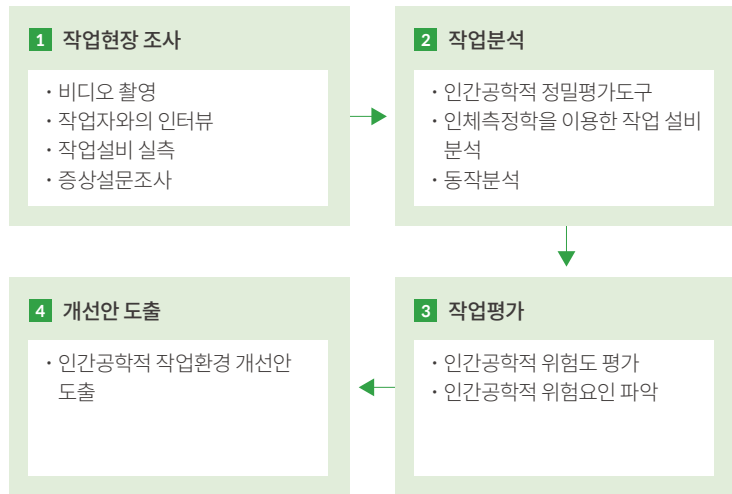 1 작업현장 조사
· 비디오 촬영
· 작업자와의 인터뷰
· 작업설비 실측
· 증상설문조사
2 작업분석
· 인간공학적 정밀평가도구
· 인체측정학을 이용한 작업 설비
분석
· 동작분석
3 작업평가
· 인간공학적 위험도 평가
· 인간공학적 위험요인 파악
4 개선안 도출
· 인간공학적 작업환경 개선안
도출